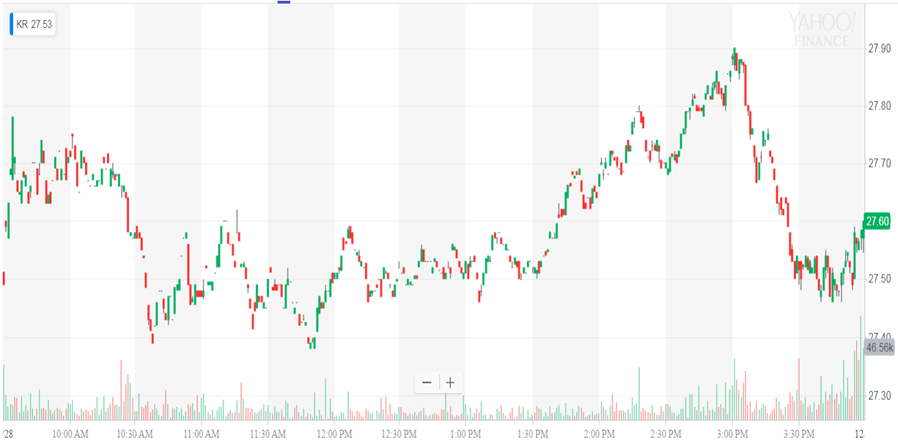 KR 27.53
YAHOO!
FINANCE
27.90
27.80
27.70
27.60
27.50
27.40
46.56k
27.30
− +
/28 10:00 AM 10:30 AM 11:00 AM 11:30 AM 12:00 PM 12:30 PM 1:00 PM 1:30 PM 2:00 PM 2:30 PM 3:00 PM 3:30 PM 12